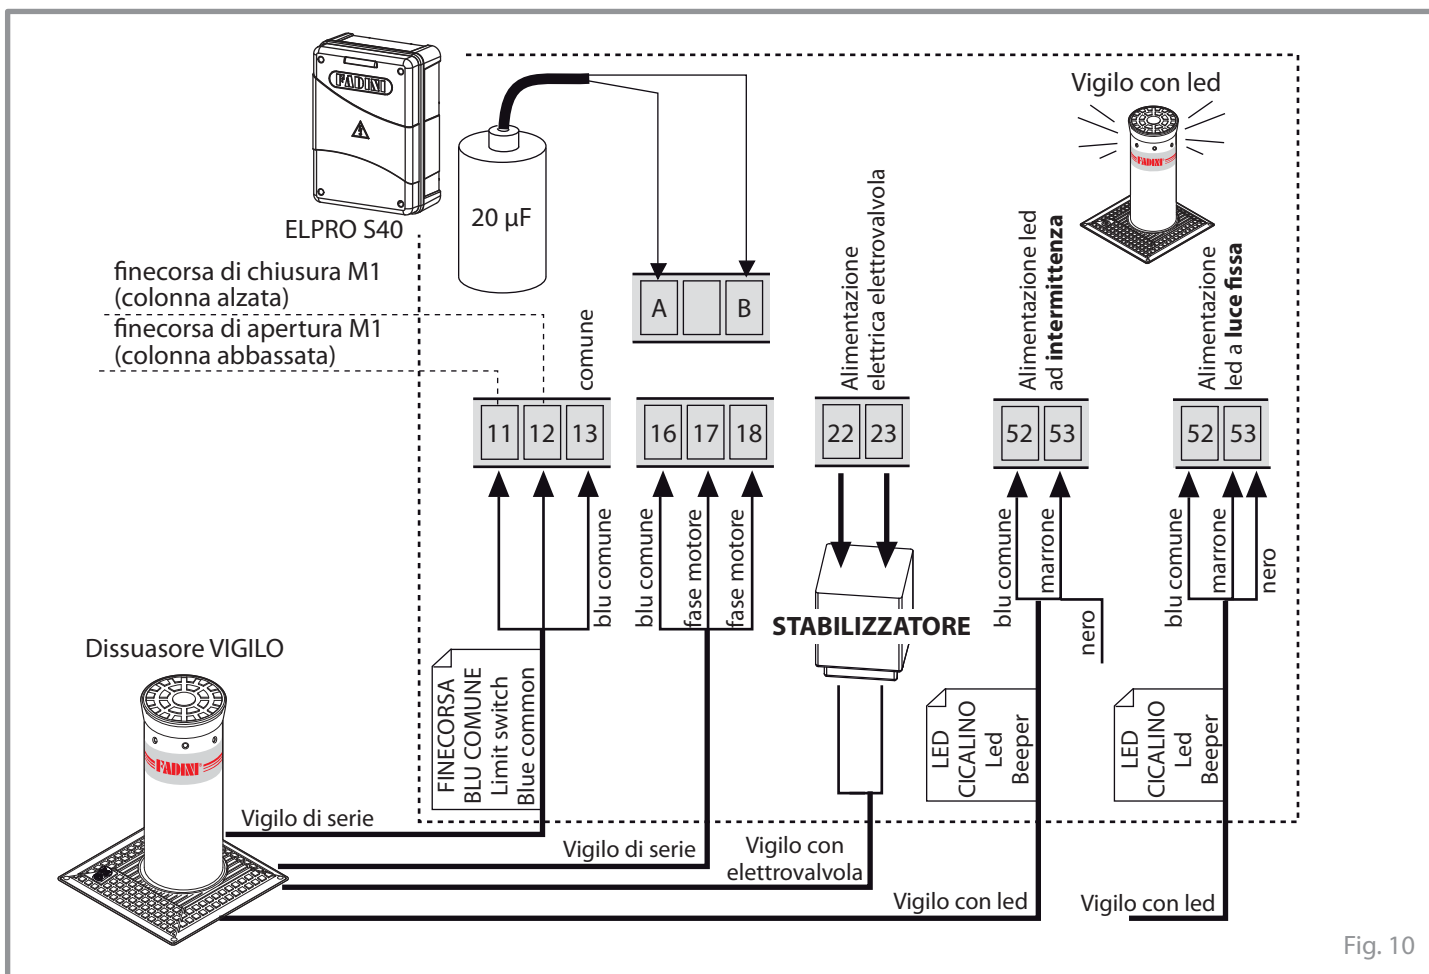 FADINI
ELPRO S40
20 µF
Vigilo con led
FADINI
finecorsa di chiusura M1
(colonna alzata)
finecorsa di apertura M1
(colonna abbassata)
comune
A
B
Alimentazione
elettrica elettrovalvola
Alimentazione led
ad intermittenza
Alimentazione
led a luce fissa
11 12 13
16 17 18
22 23
52 53
52 53
blu comune
blu comune
fase motore
fase motore
blu comune
marrone
nero
blu comune
marrone
nero
STABILIZZATORE
Dissuasore VIGILO
FADINI
FINECORSA
BLU COMUNE
Limit switch
Blue common
LED
CICALINO
Led
Beeper
LED
CICALINO
Led
Beeper
Vigilo di serie
Vigilo di serie
Vigilo con
elettrovalvola
Vigilo con led
Vigilo con led
Fig. 10